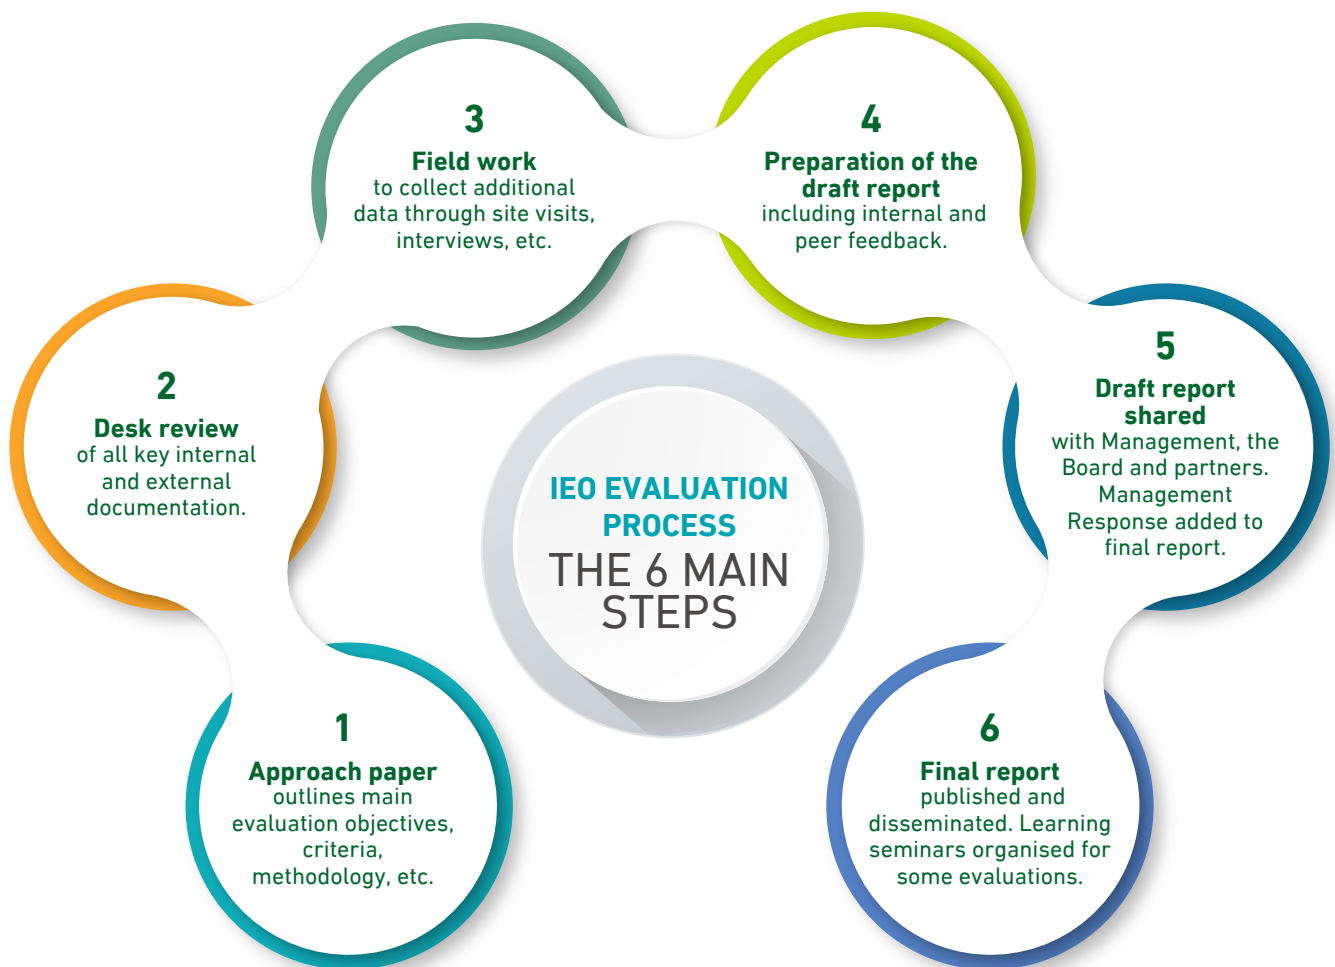 IEO EVALUATION
PROCESS
THE 6 MAIN
STEPS
1
Approach paper
outlines main
evaluation objectives,
criteria,
methodology, etc.
2
Desk review
of all key internal
and external
documentation.
3
Field work
to collect additional
data through site visits,
interviews, etc.
4
Preparation of the
draft report
including internal and
peer feedback.
5
Draft report
shared
with Management, the
Board and partners.
Management
Response added to
final report.
6
Final report
published and
disseminated. Learning
seminars organised for
some evaluations.